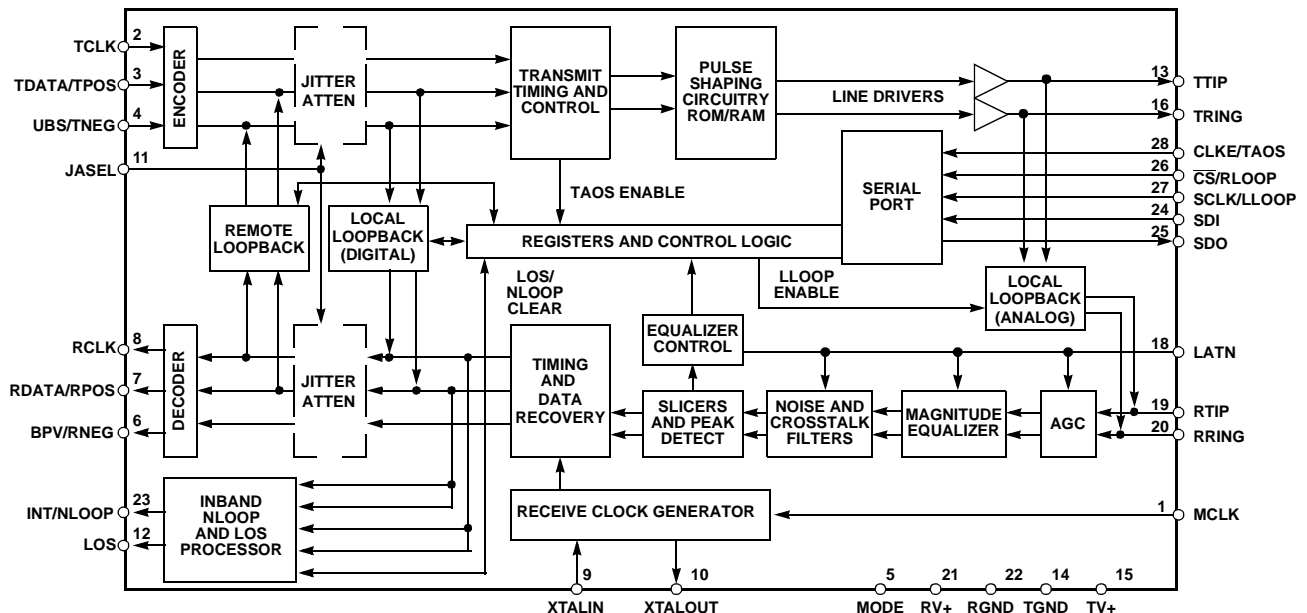 TCLK
2
TDATA/TPOS
3
UBS/TNEG
4
JASEL
11
ENCODER
JITTER
ATTEN
TRANSMIT
TIMING AND
CONTROL
PULSE
SHAPING
CIRCUITRY
ROM/RAM
LINE DRIVERS
13
TTIP
16
TRING
28
CLKE/TAOS
26
CS/RLOOP
27
SCLK/LLOOP
24
SDI
25
SDO
SERIAL
PORT
TAOS ENABLE
REMOTE
LOOPBACK
LOCAL
LOOPBACK
(DIGITAL)
REGISTERS AND CONTROL LOGIC
LOS/
NLOOP
CLEAR
LLOOP
ENABLE
LOCAL
LOOPBACK
(ANALOG)
EQUALIZER
CONTROL
18
LATN
RCLK
8
RDATA/RPOS
7
BPV/RNEG
6
DECODER
JITTER
ATTEN
TIMING
AND
DATA
RECOVERY
SLICERS
AND PEAK
DETECT
NOISE AND
CROSSTALK
FILTERS
MAGNITUDE
EQUALIZER
AGC
19
RTIP
20
RRING
INT/NLOOP
23
LOS
12
INBAND
NLOOP
AND LOS
PROCESSOR
RECEIVE CLOCK GENERATOR
1
MCLK
9
XTALIN
10
XTALOUT
5
MODE
21
RV+
22
RGND
14
TGND
15
TV+